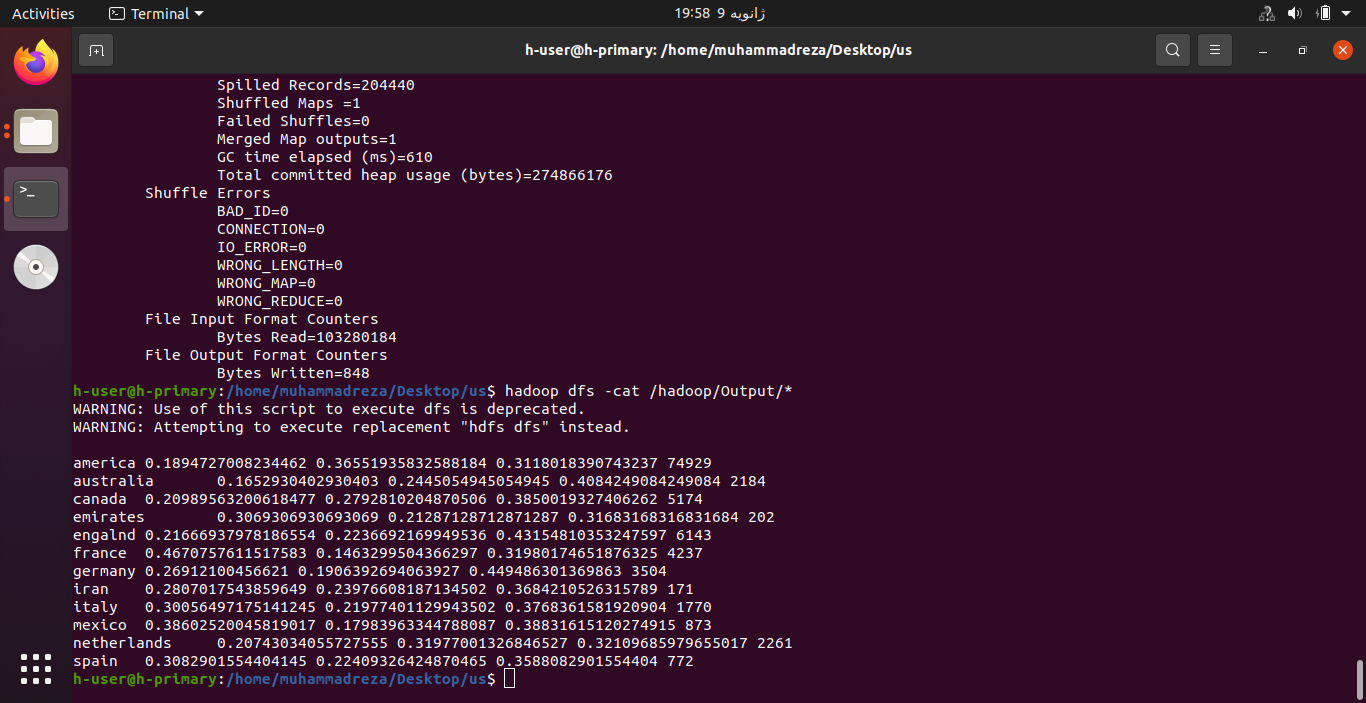 Activities Terminal 19:58 ژانویه 9
h-user@h-primary: /home/muhammadreza/Desktop/us
Spilled Records=204440
Shuffled Maps =1
Failed Shuffles=0
Merged Map outputs=1
GC time elapsed (ms)=610
Total committed heap usage (bytes)=274866176
Shuffle Errors
BAD_ID=0
CONNECTION=0
IO_ERROR=0
WRONG_LENGTH=0
WRONG_MAP=0
WRONG_REDUCE=0
File Input Format Counters
Bytes Read=103280184
File Output Format Counters
Bytes Written=848
h-user@h-primary:/home/muhammadreza/Desktop/us$ hadoop dfs -cat /hadoop/Output/*
WARNING: Use of this script to execute dfs is deprecated.
WARNING: Attempting to execute replacement "hdfs dfs" instead.
america 0.1894727008234462 0.36551935832588184 0.3118018390743237 74929
australia 0.1652930402930403 0.2445054945054945 0.4084249084249084 2184
canada 0.20989563200618477 0.2792810204870506 0.3850019327406262 5174
emirates 0.3069306930693069 0.21287128712871287 0.31683168316831684 202
engalnd 0.21666937978186554 0.2236692169949536 0.43154810353247597 6143
france 0.4670757611517583 0.1463299504366297 0.31980174651876325 4237
germany 0.26912100456621 0.1906392694063927 0.449486301369863 3504
iran 0.2807017543859649 0.23976608187134502 0.3684210526315789 171
italy 0.30056497175141245 0.21977401129943502 0.3768361581920904 1770
mexico 0.38602520045819017 0.17983963344788087 0.38831615120274915 873
netherlands 0.20743034055727555 0.31977001326846527 0.32109685979655017 2261
spain 0.3082901554404145 0.22409326424870465 0.3588082901554404 772
h-user@h-primary:/home/muhammadreza/Desktop/us$